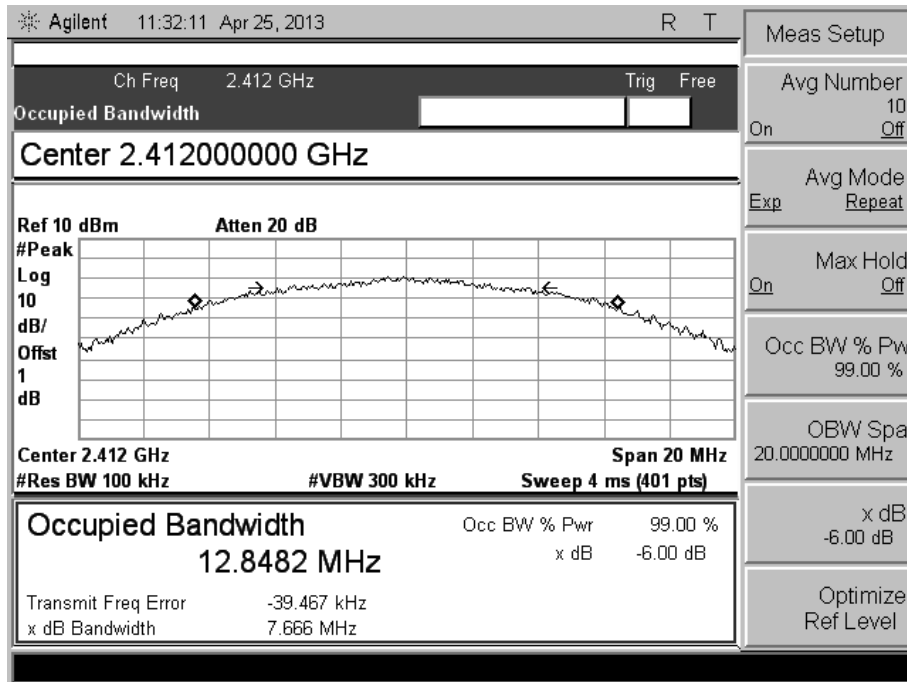 Agilent 11:32:11 Apr 25, 2013 R T
Ch Freq 2.412 GHz Trig Free
Occupied Bandwidth
Center 2.412000000 GHz
Ref 10 dBm Atten 20 dB
#Peak
Log
10
dB/
Offst
1
dB
Center 2.412 GHz Span 20 MHz
#Res BW 100 kHz #VBW 300 kHz Sweep 4 ms (401 pts)
Occupied Bandwidth Occ BW % Pwr 99.00 %
12.8482 MHz x dB -6.00 dB
Transmit Freq Error -39.467 kHz
x dB Bandwidth 7.666 MHz
Meas Setup
Avg Number
10
On Off
Avg Mode
Exp Repeat
Max Hold
On Off
Occ BW % Pw
99.00 %
OBW Spa
20.0000000 MHz
x dB
-6.00 dB
Optimize
Ref Level